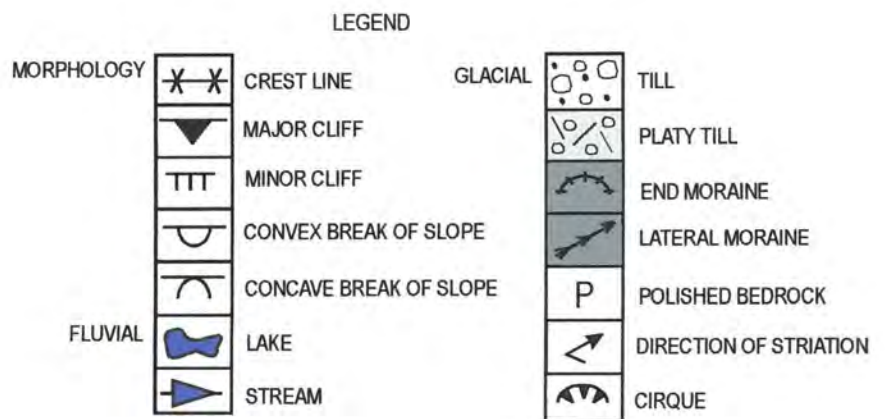 LEGEND
MORPHOLOGY
CREST LINE
MAJOR CLIFF
MINOR CLIFF
CONVEX BREAK OF SLOPE
CONCAVE BREAK OF SLOPE
FLUVIAL
LAKE
STREAM
GLACIAL
TILL
PLATY TILL
END MORAINE
LATERAL MORAINE
P
POLISHED BEDROCK
DIRECTION OF STRIATION
CIRQUE